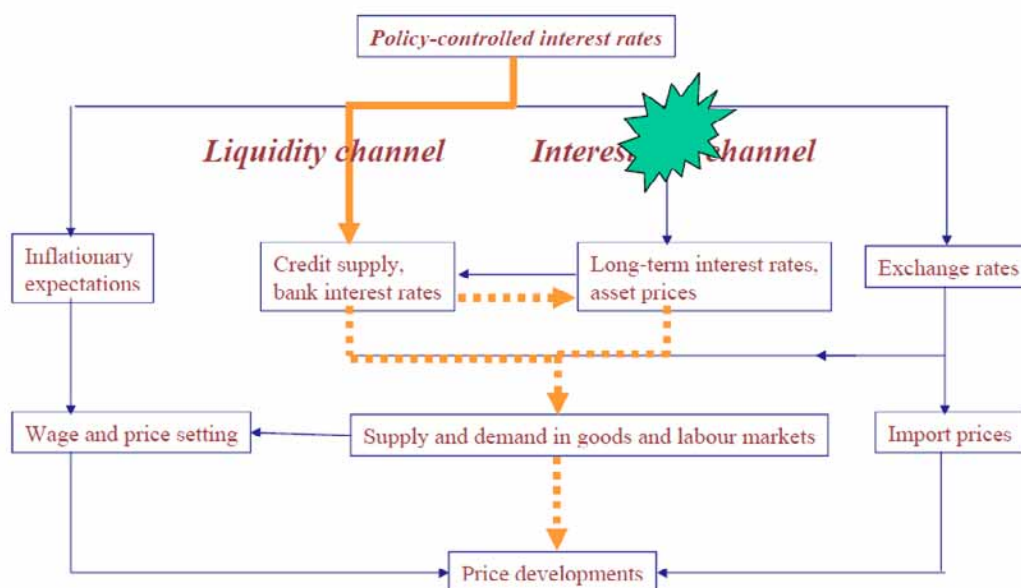 Policy-controlled interest rates
Liquidity channel
Interes channel
Inflationary
expectations
Credit supply,
bank interest rates
Long-term interest rates,
asset prices
Exchange rates
Wage and price setting
Supply and demand in goods and labour markets
Import prices
Price developments